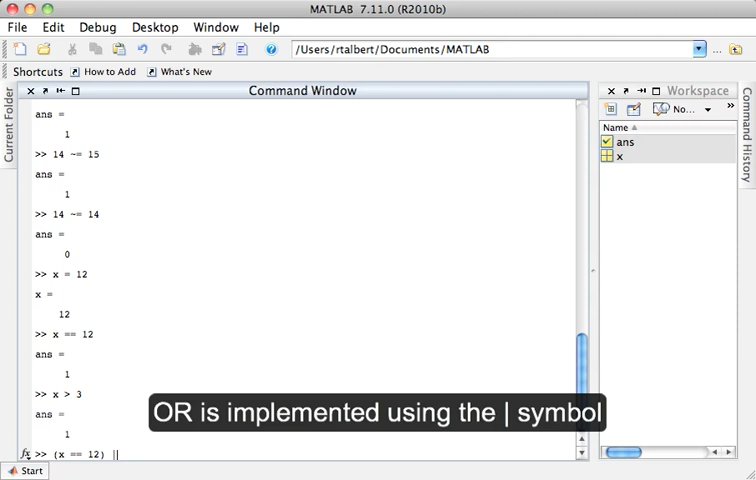 MATLAB 7.11.0 (R2010b)
File Edit Debug Desktop Window Help
/Users/rtalbert/Documents/MATLAB ...
Shortcuts How to Add What's New
Current Folder
Command Window
ans =
1
>> 14 ~= 15
ans =
1
>> 14 ~= 14
ans =
0
>> x = 12
x =
12
>> x == 12
ans =
1
>> x > 3
ans =
1
fx >> (x == 12) |
OR is implemented using the | symbol
Workspace
No... »
Name
ans
x
Command History
Start